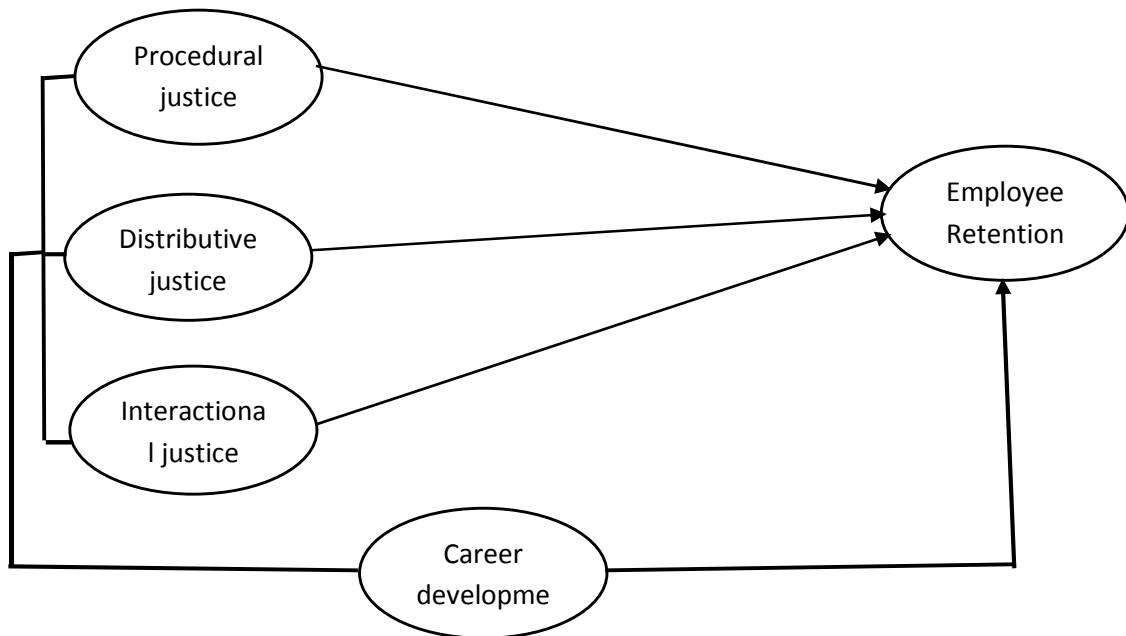 Procedural
justice
Employee
Retention
Distributive
justice
Interactiona
l justice
Career
developme